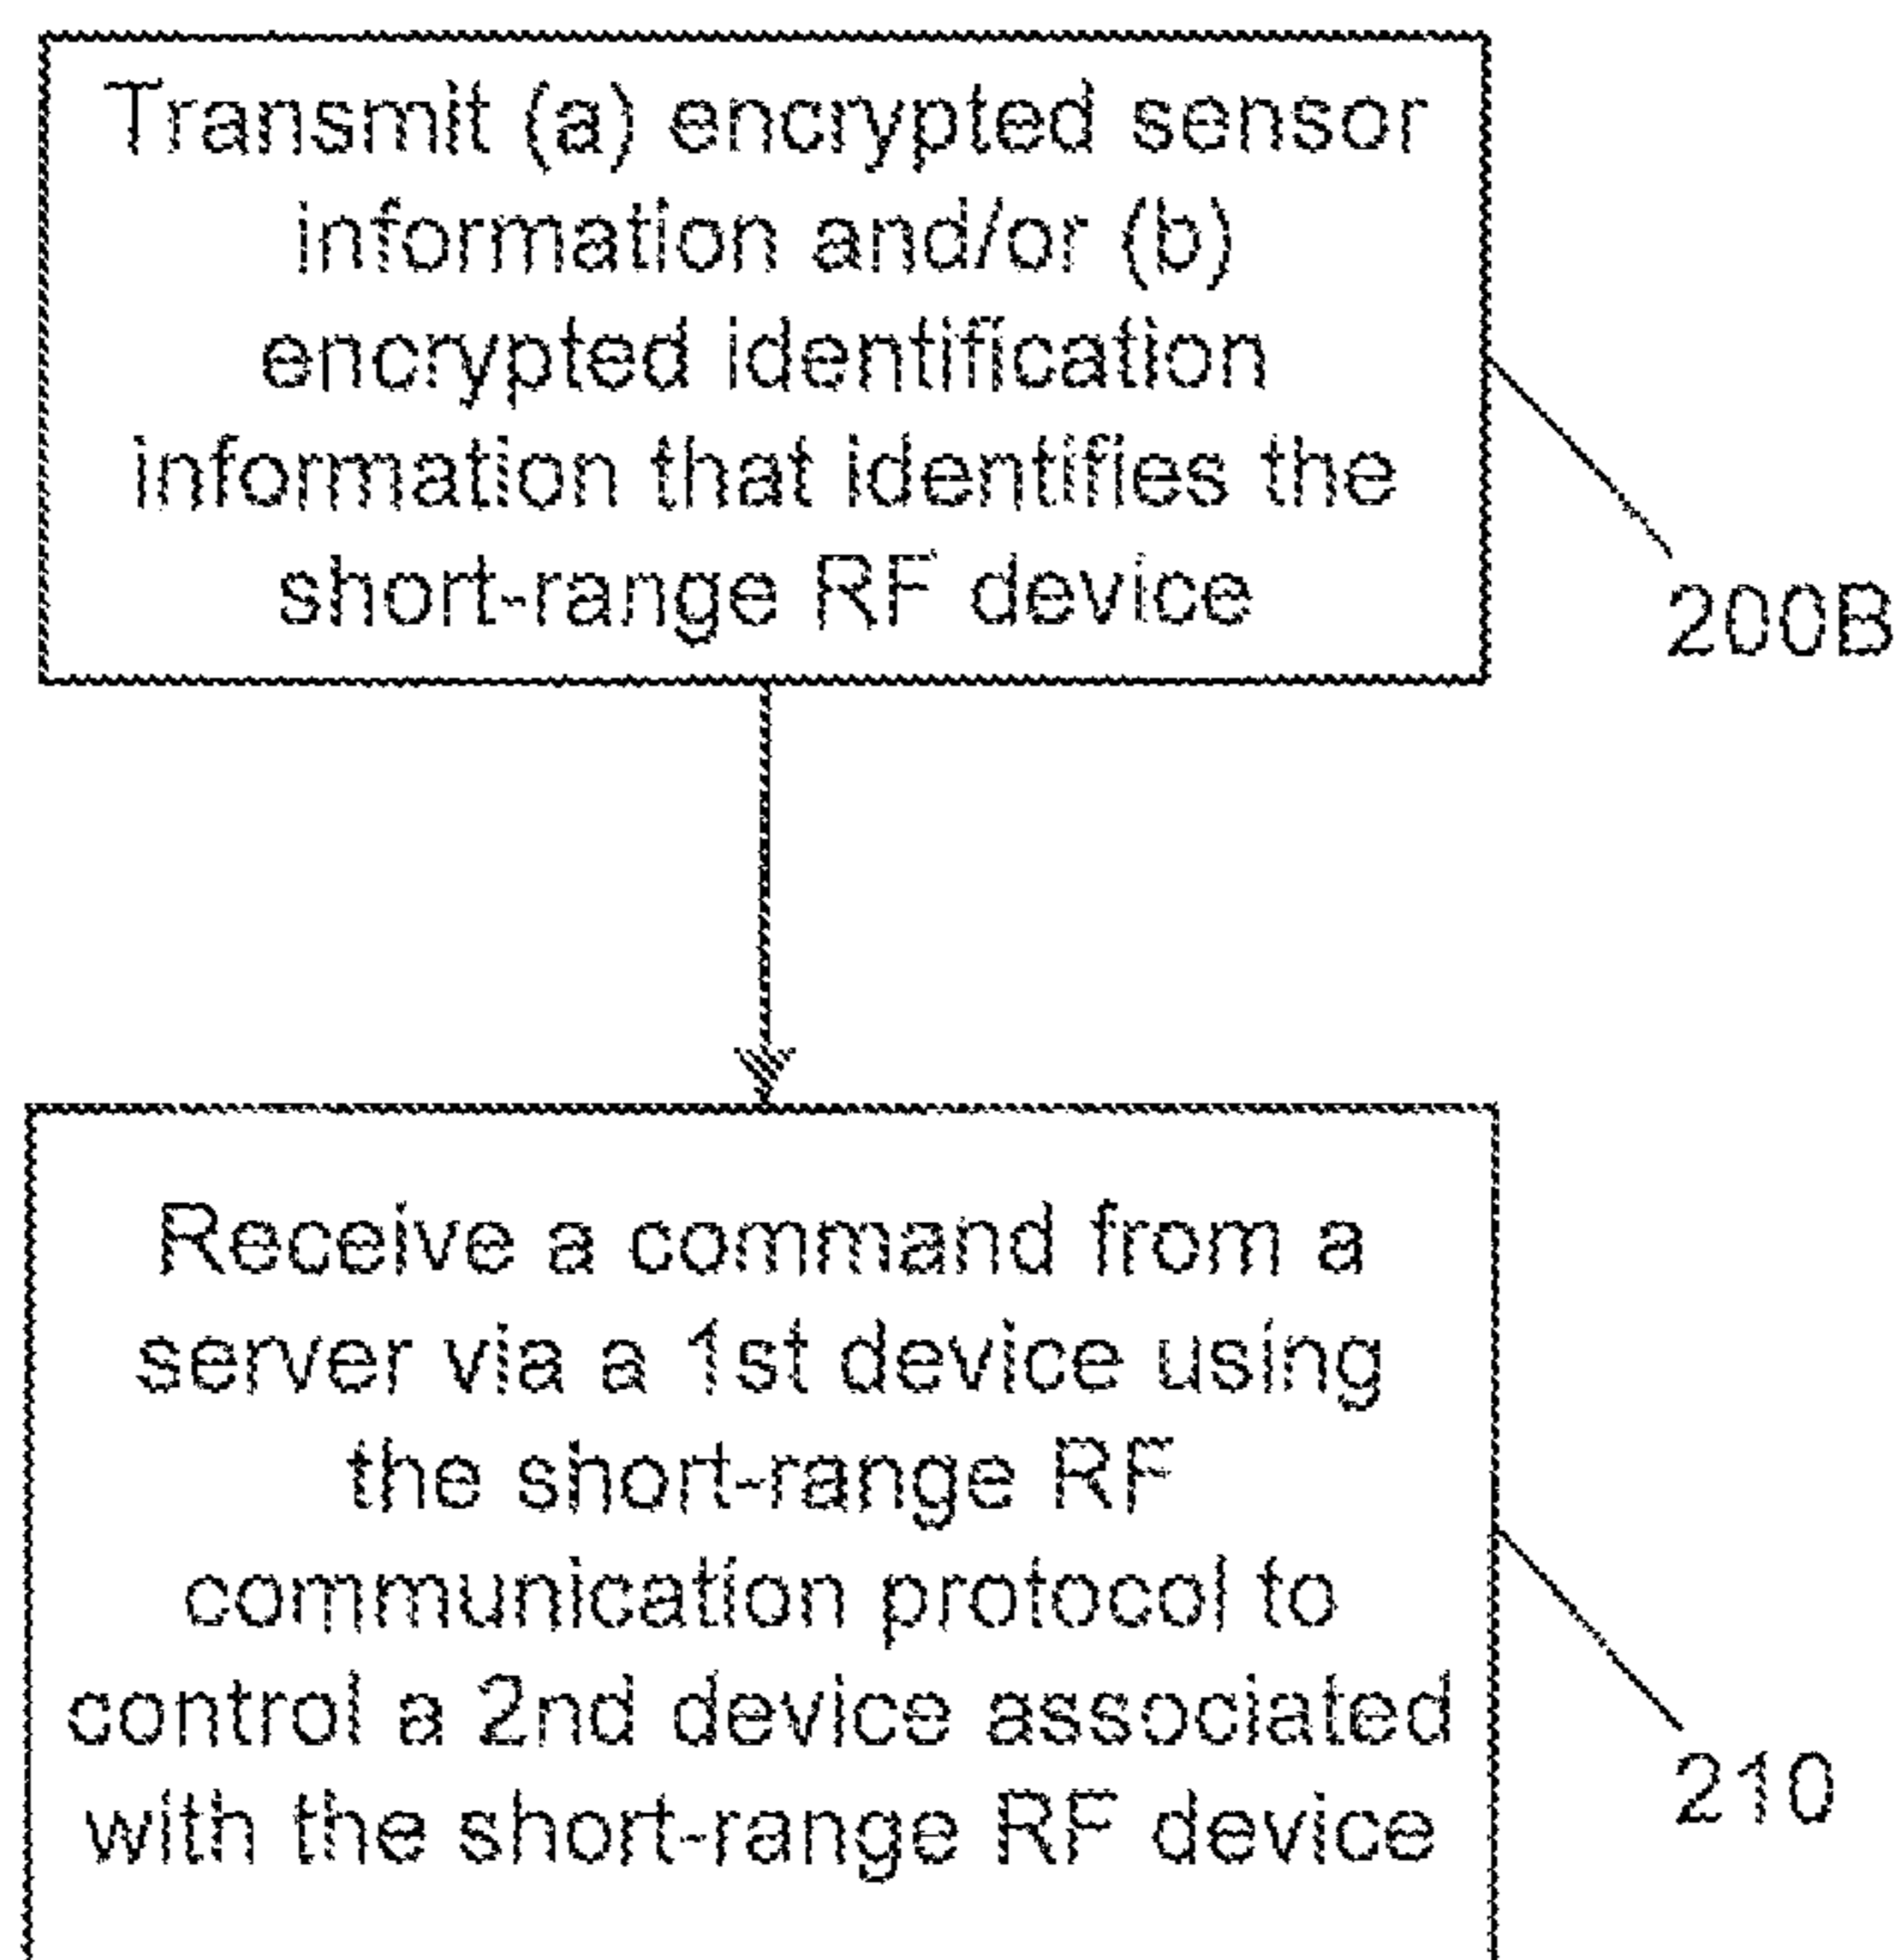 Transmit (a) encrypted sensor
information and/or (b)
encrypted identification
information that identifies the
short-range RF device
200B
Receive a command from a
server via a 1st device using
the short-range RF
communication protocol to
control a 2nd device associated
with the short-range RF device
210